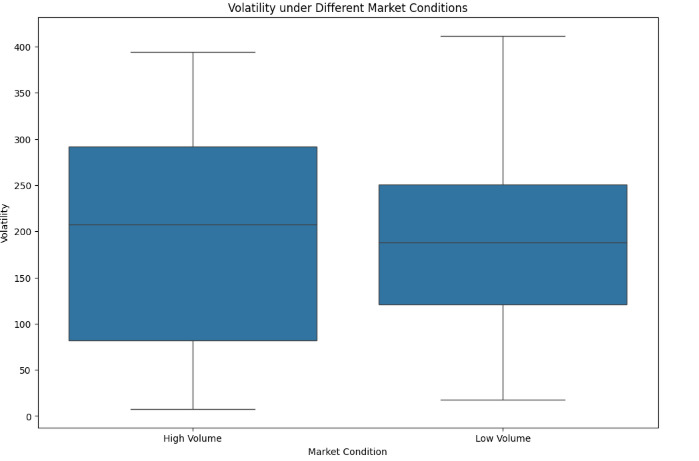 Volatility under Different Market Conditions
Volatility
400
350
300
250
200
150
100
50
0
High Volume
Low Volume
Market Condition